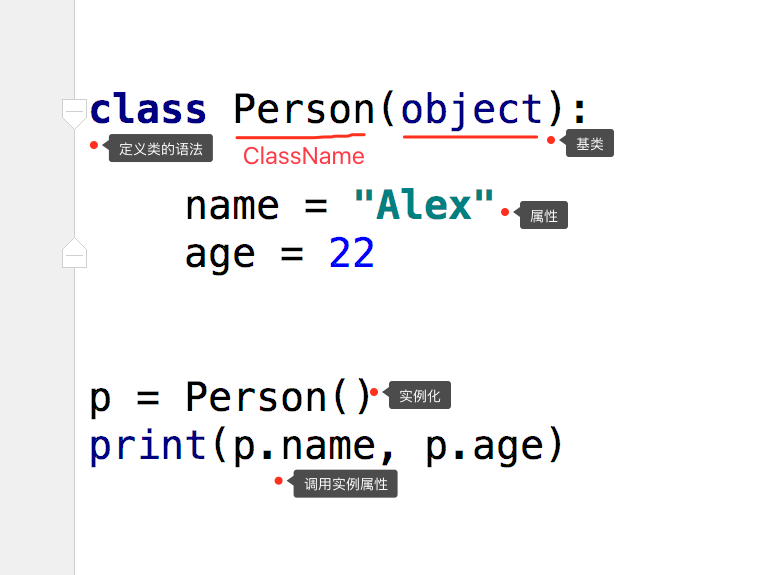 class Person(object):
定义类的语法
ClassName
基类
name = "Alex"
属性
age = 22
p = Person()
实例化
print(p.name, p.age)
调用实例属性